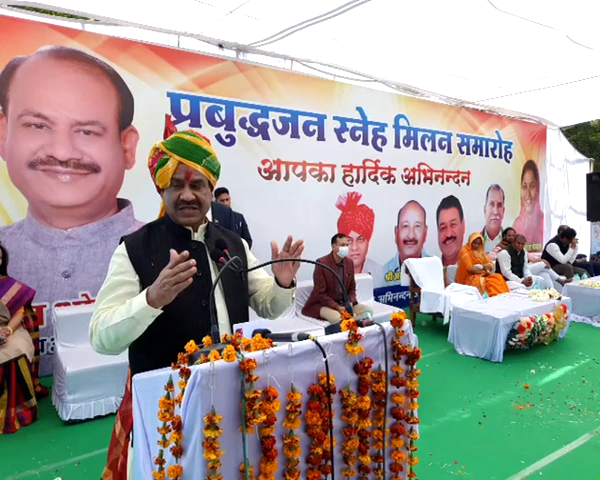 प्रबुद्धजन स्नेह मिलन समारोह
आपका हार्दिक अभिनन्दन